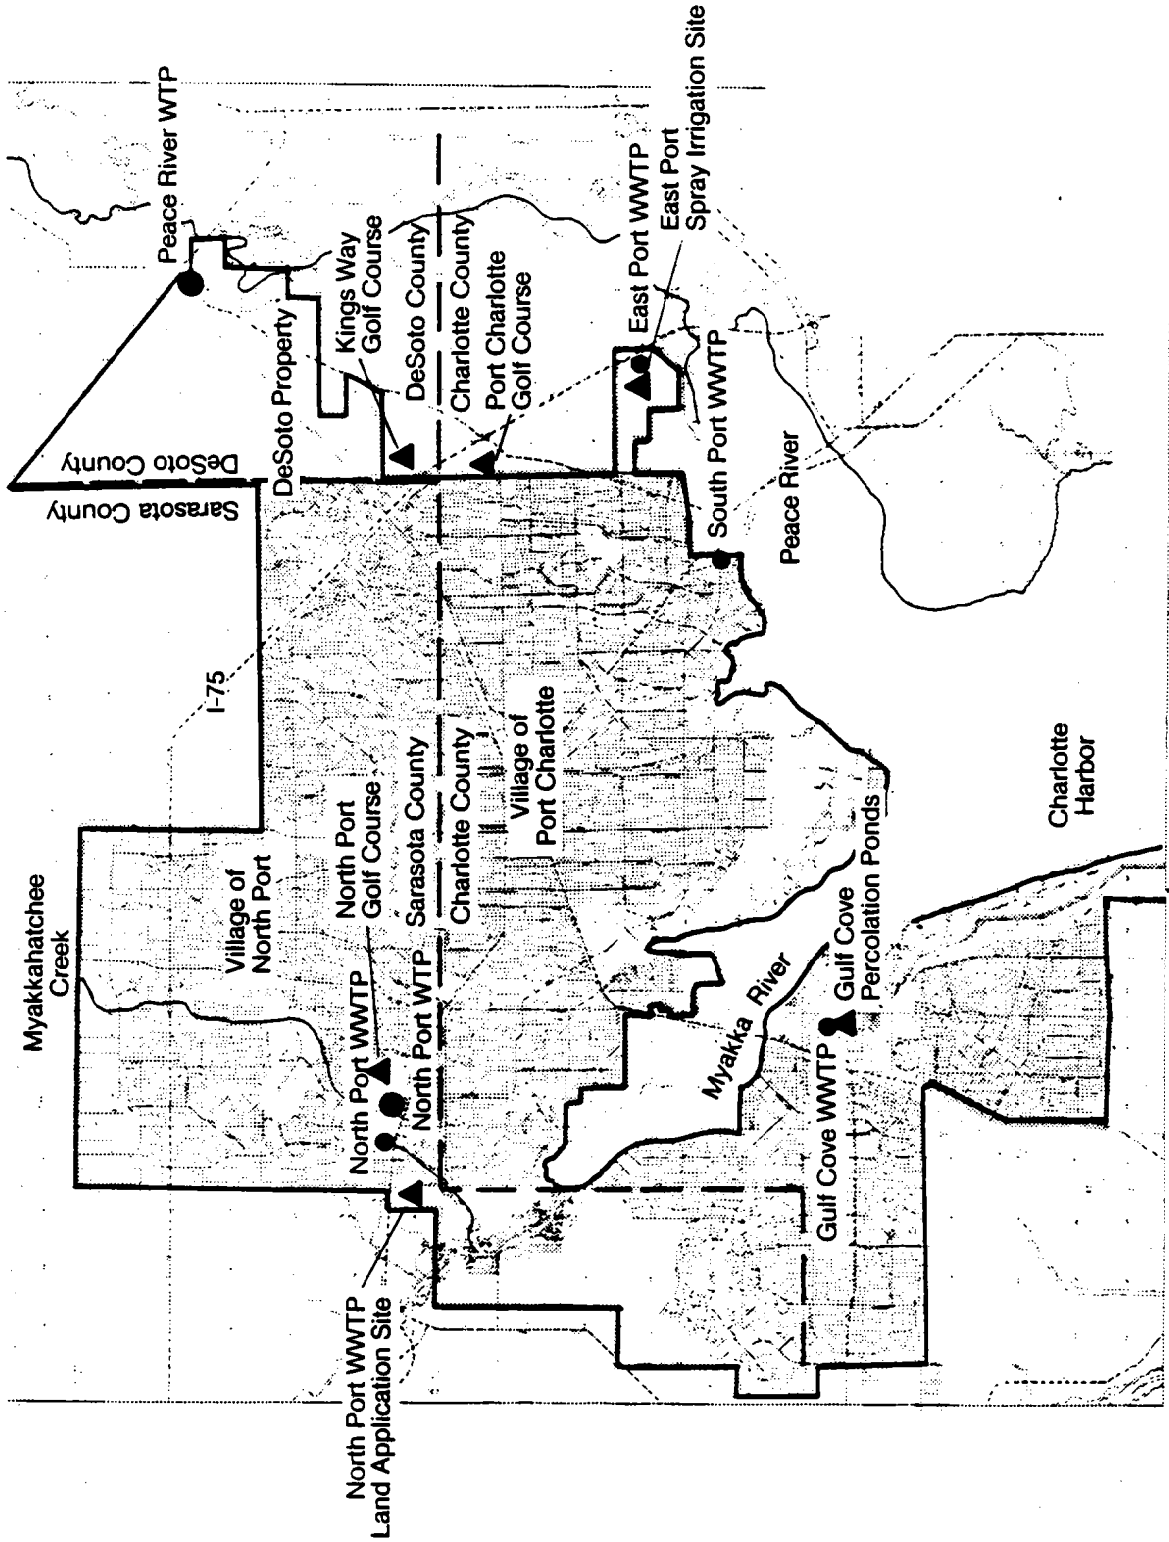 Myakkahatchee
Creek
I-75
Sarasota County
DeSoto County
Peace River WTP
DeSoto Property
Village of
North Port
North Port
Golf Course
Kings Way
Golf Course
North Port WWTP
North Port WWTP
Land Application Site
North Port WTP
Sarasota County
Charlotte County
DeSoto County
Charlotte County
Port Charlotte
Golf Course
Village of
Port Charlotte
East Port WWTP
East Port
Spray Irrigation Site
South Port WWTP
Peace River
Myakka River
Gulf Cove WWTP
Gulf Cove
Percolation Ponds
Charlotte
Harbor